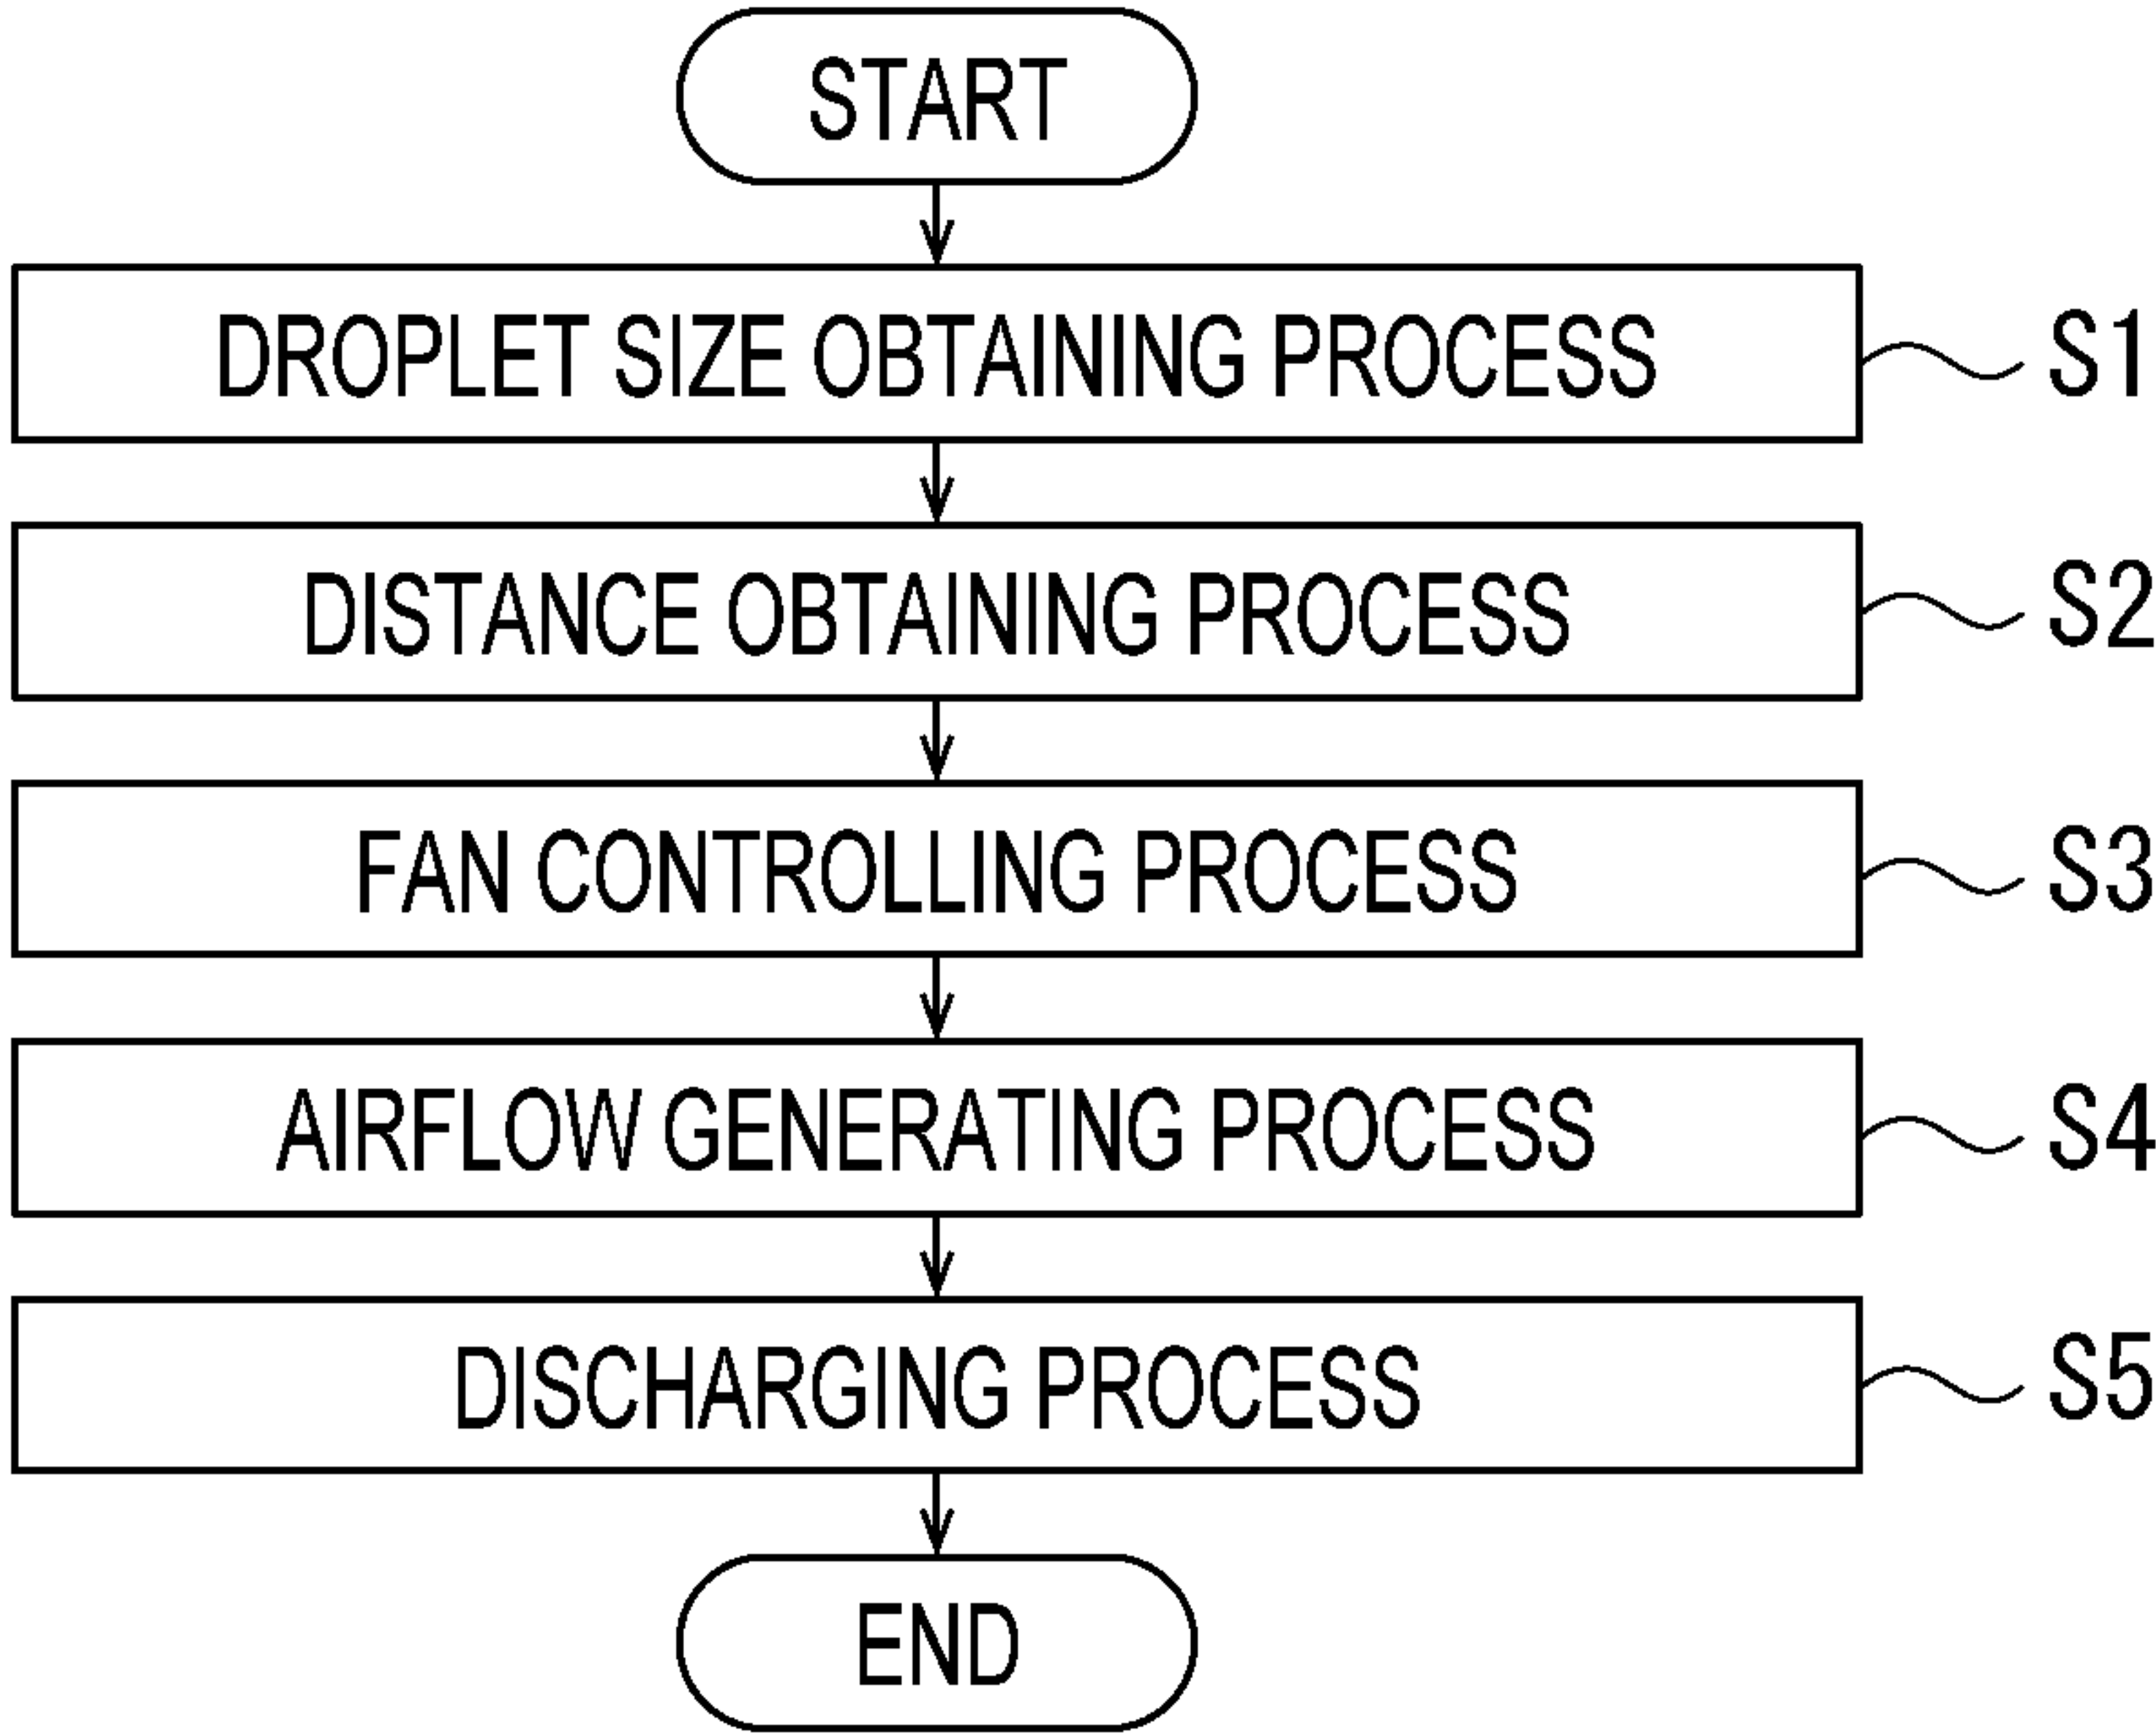 START
DROPLET SIZE OBTAINING PROCESS S1
DISTANCE OBTAINING PROCESS S2
FAN CONTROLLING PROCESS S3
AIRFLOW GENERATING PROCESS S4
DISCHARGING PROCESS S5
END